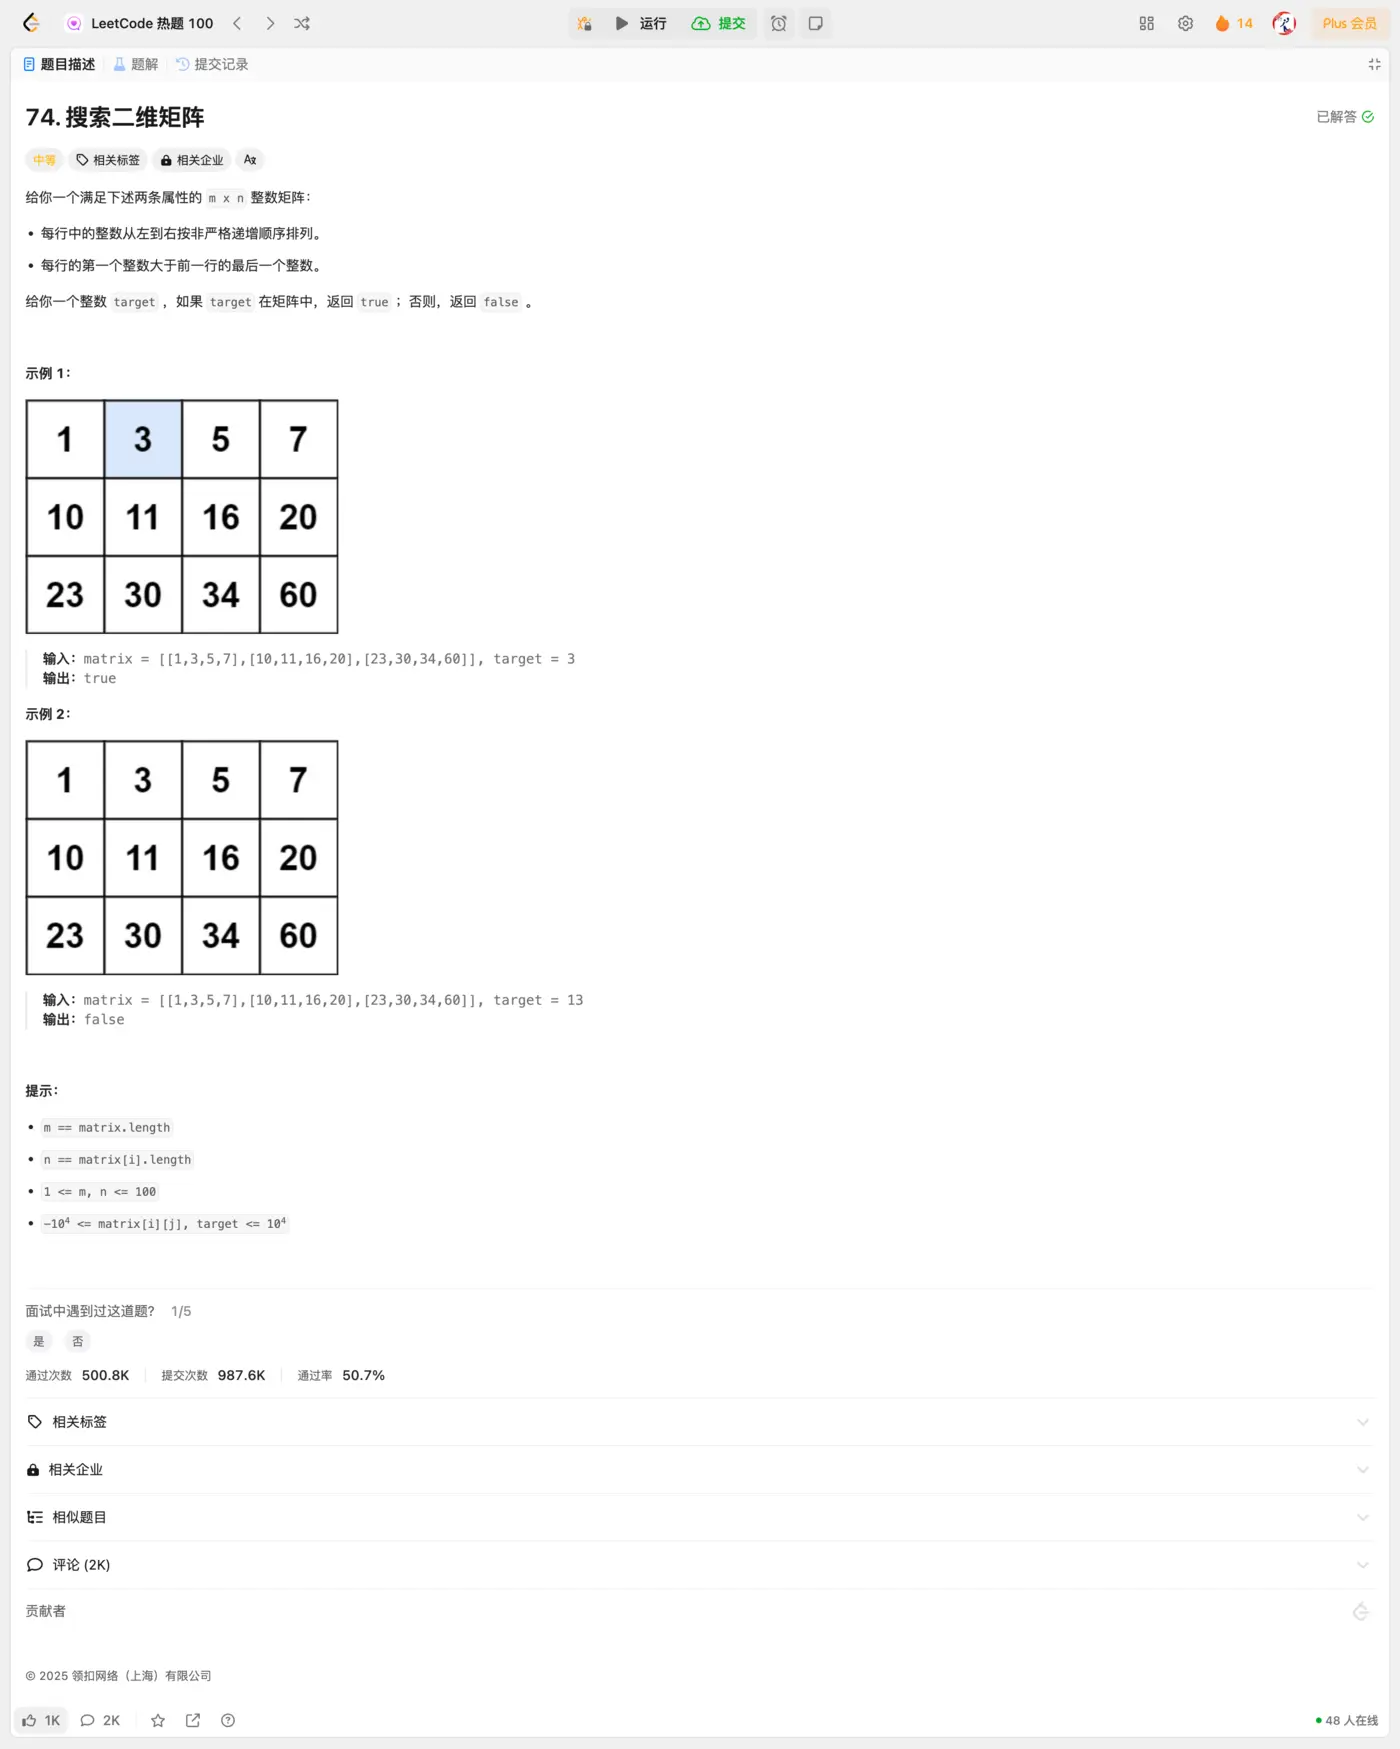 LeetCode 热题 100
运行
提交
14
Plus 会员
题目描述
题解
提交记录
74. 搜索二维矩阵
已解答
中等
相关标签
相关企业
给你一个满足下述两条属性的 m x n 整数矩阵：
• 每行中的整数从左到右按非严格递增顺序排列。
• 每行的第一个整数大于前一行的最后一个整数。
给你一个整数 target ，如果 target 在矩阵中，返回 true ；否则，返回 false 。
示例 1：
1 3 5 7
10 11 16 20
23 30 34 60
输入：matrix = [[1,3,5,7],[10,11,16,20],[23,30,34,60]], target = 3
输出：true
示例 2：
1 3 5 7
10 11 16 20
23 30 34 60
输入：matrix = [[1,3,5,7],[10,11,16,20],[23,30,34,60]], target = 13
输出：false
提示：
• m == matrix.length
• n == matrix[i].length
• 1 <= m, n <= 100
• -10⁴ <= matrix[i][j], target <= 10⁴
面试中遇到过这道题? 1/5
是 否
通过次数 500.8K 提交次数 987.6K 通过率 50.7%
相关标签
相关企业
相似题目
评论 (2K)
贡献者
© 2025 领扣网络（上海）有限公司
1K 2K
48 人在线